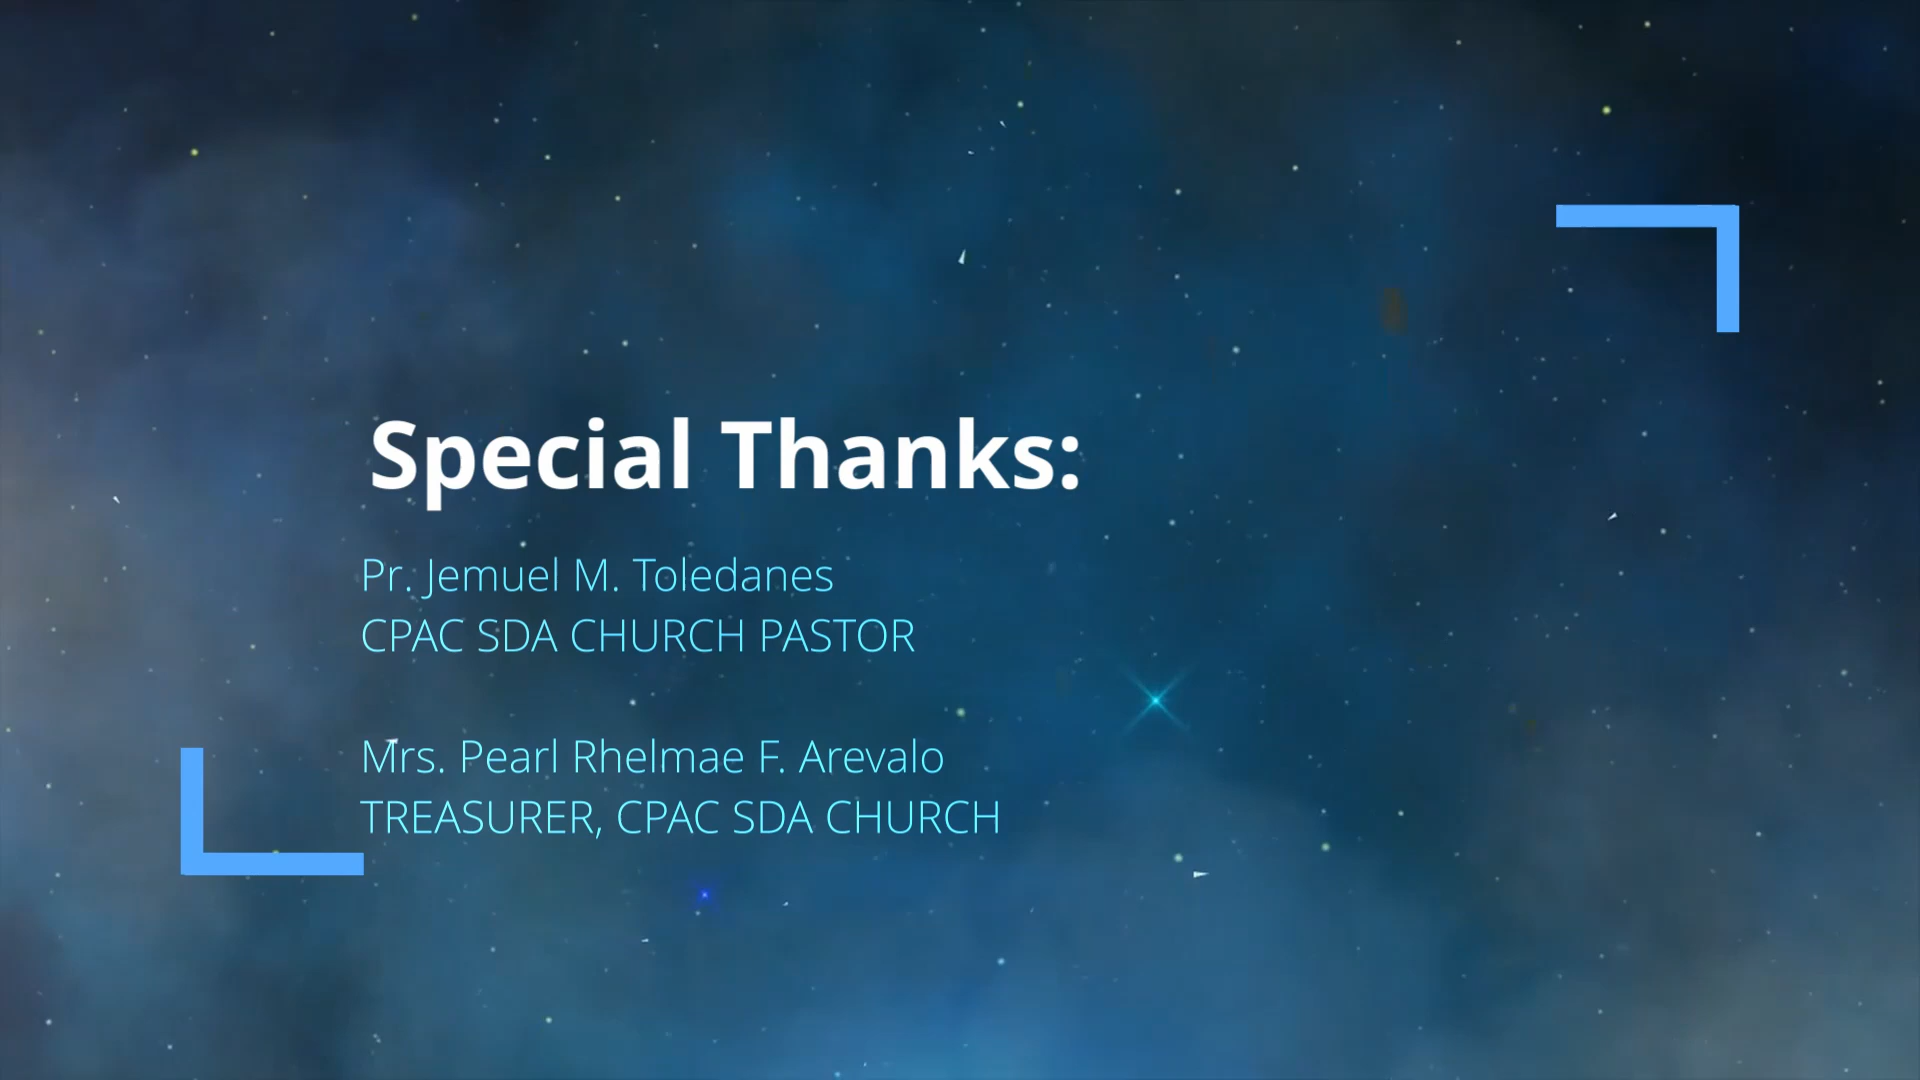 Special Thanks:
Pr. Jemuel M. Toledanes
CPAC SDA CHURCH PASTOR
Mrs. Pearl Rhelmae F. Arevalo
TREASURER, CPAC SDA CHURCH